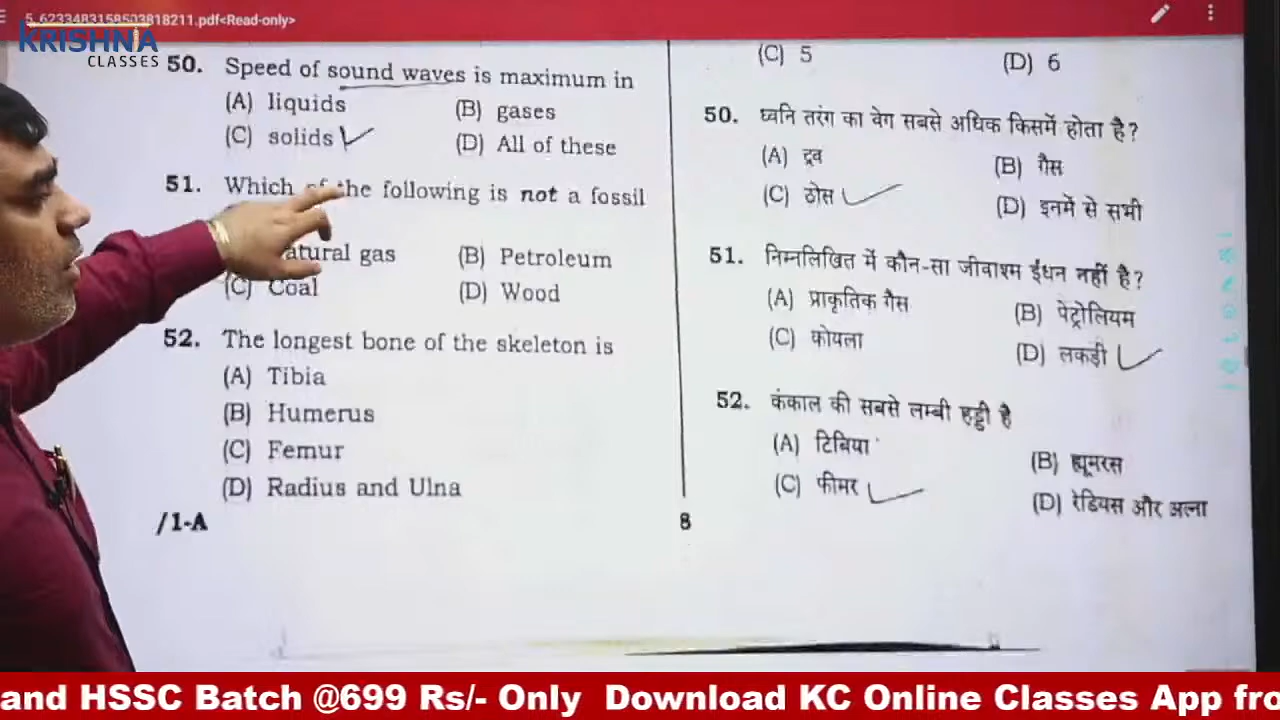 5_6233483158503818211.pdf<Read-only>
KRISHNA
CLASSES
50. Speed of sound waves is maximum in
(A) liquids (B) gases
(C) solids (D) All of these
51. Which of the following is not a fossil
atural gas (B) Petroleum
(C) Coal (D) Wood
52. The longest bone of the skeleton is
(A) Tibia
(B) Humerus
(C) Femur
(D) Radius and Ulna
/1-A
8
(C) 5 (D) 6
50. ध्वनि तरंग का वेग सबसे अधिक किसमें होता है?
(A) द्रव (B) गैस
(C) ठोस (D) इनमें से सभी
51. निम्नलिखित में कौन-सा जीवाश्म ईंधन नहीं है?
(A) प्राकृतिक गैस (B) पेट्रोलियम
(C) कोयला (D) लकड़ी
52. कंकाल की सबसे लम्बी हड्डी है
(A) टिबिया (B) ह्यूमरस
(C) फीमर (D) रेडियस और अल्ना
and HSSC Batch @699 Rs/- Only Download KC Online Classes App fro